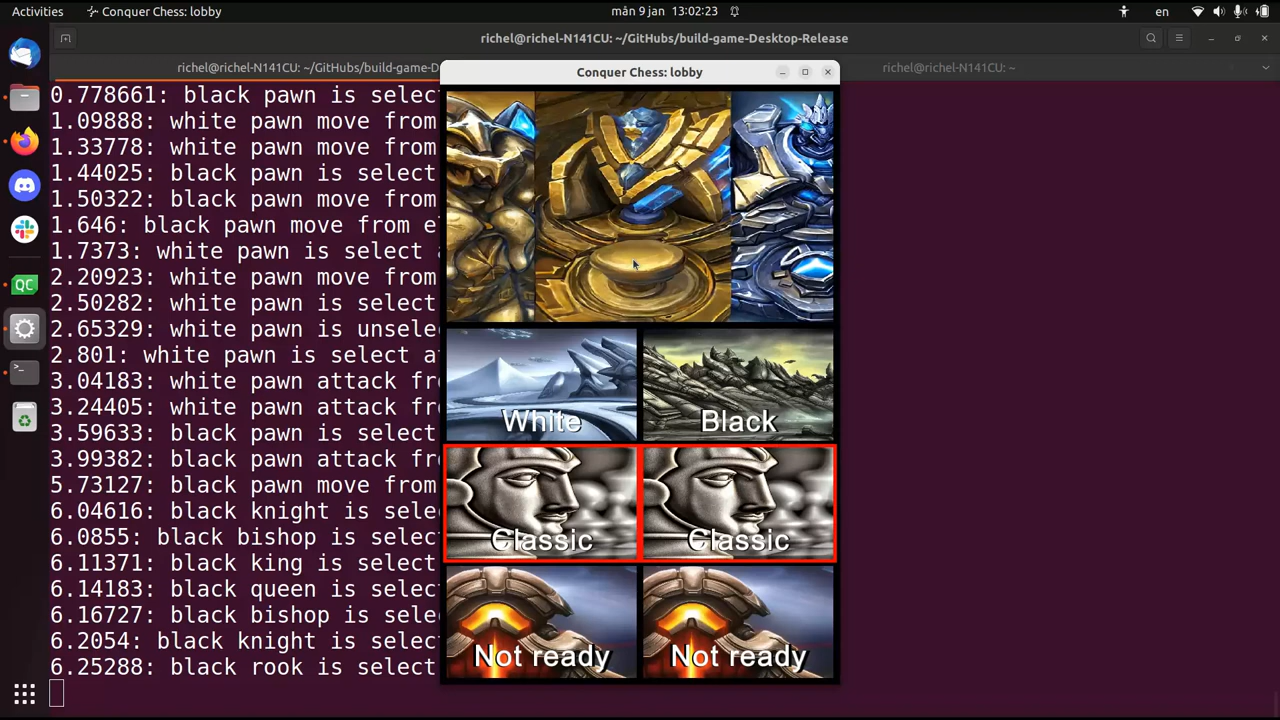 Activities
Conquer Chess: lobby
mån 9 jan 13:02:23
en
richel@richel-N141CU: ~/GitHubs/build-game-Desktop-Release
richel@richel-N141CU: ~/GitHubs/build-game-D
richel@richel-N141CU: ~
Conquer Chess: lobby
0.778661: black pawn is selec
1.09888: white pawn move from
1.33778: white pawn move from
1.44025: black pawn is select
1.50322: black pawn move from
1.646: black pawn move from e
1.7373: white pawn is select a
2.20923: white pawn move from
2.50282: white pawn is select
2.65329: white pawn is unsele
2.801: white pawn is select a
3.04183: white pawn attack fr
3.24405: white pawn attack fr
3.59633: black pawn is select
3.99382: black pawn attack fr
5.73127: black pawn move from
6.04616: black knight is selec
6.0855: black bishop is select
6.11371: black king is select
6.14183: black queen is select
6.16727: black bishop is selec
6.2054: black knight is select
6.25288: black rook is select
White
Black
Classic
Classic
Not ready
Not ready
QC